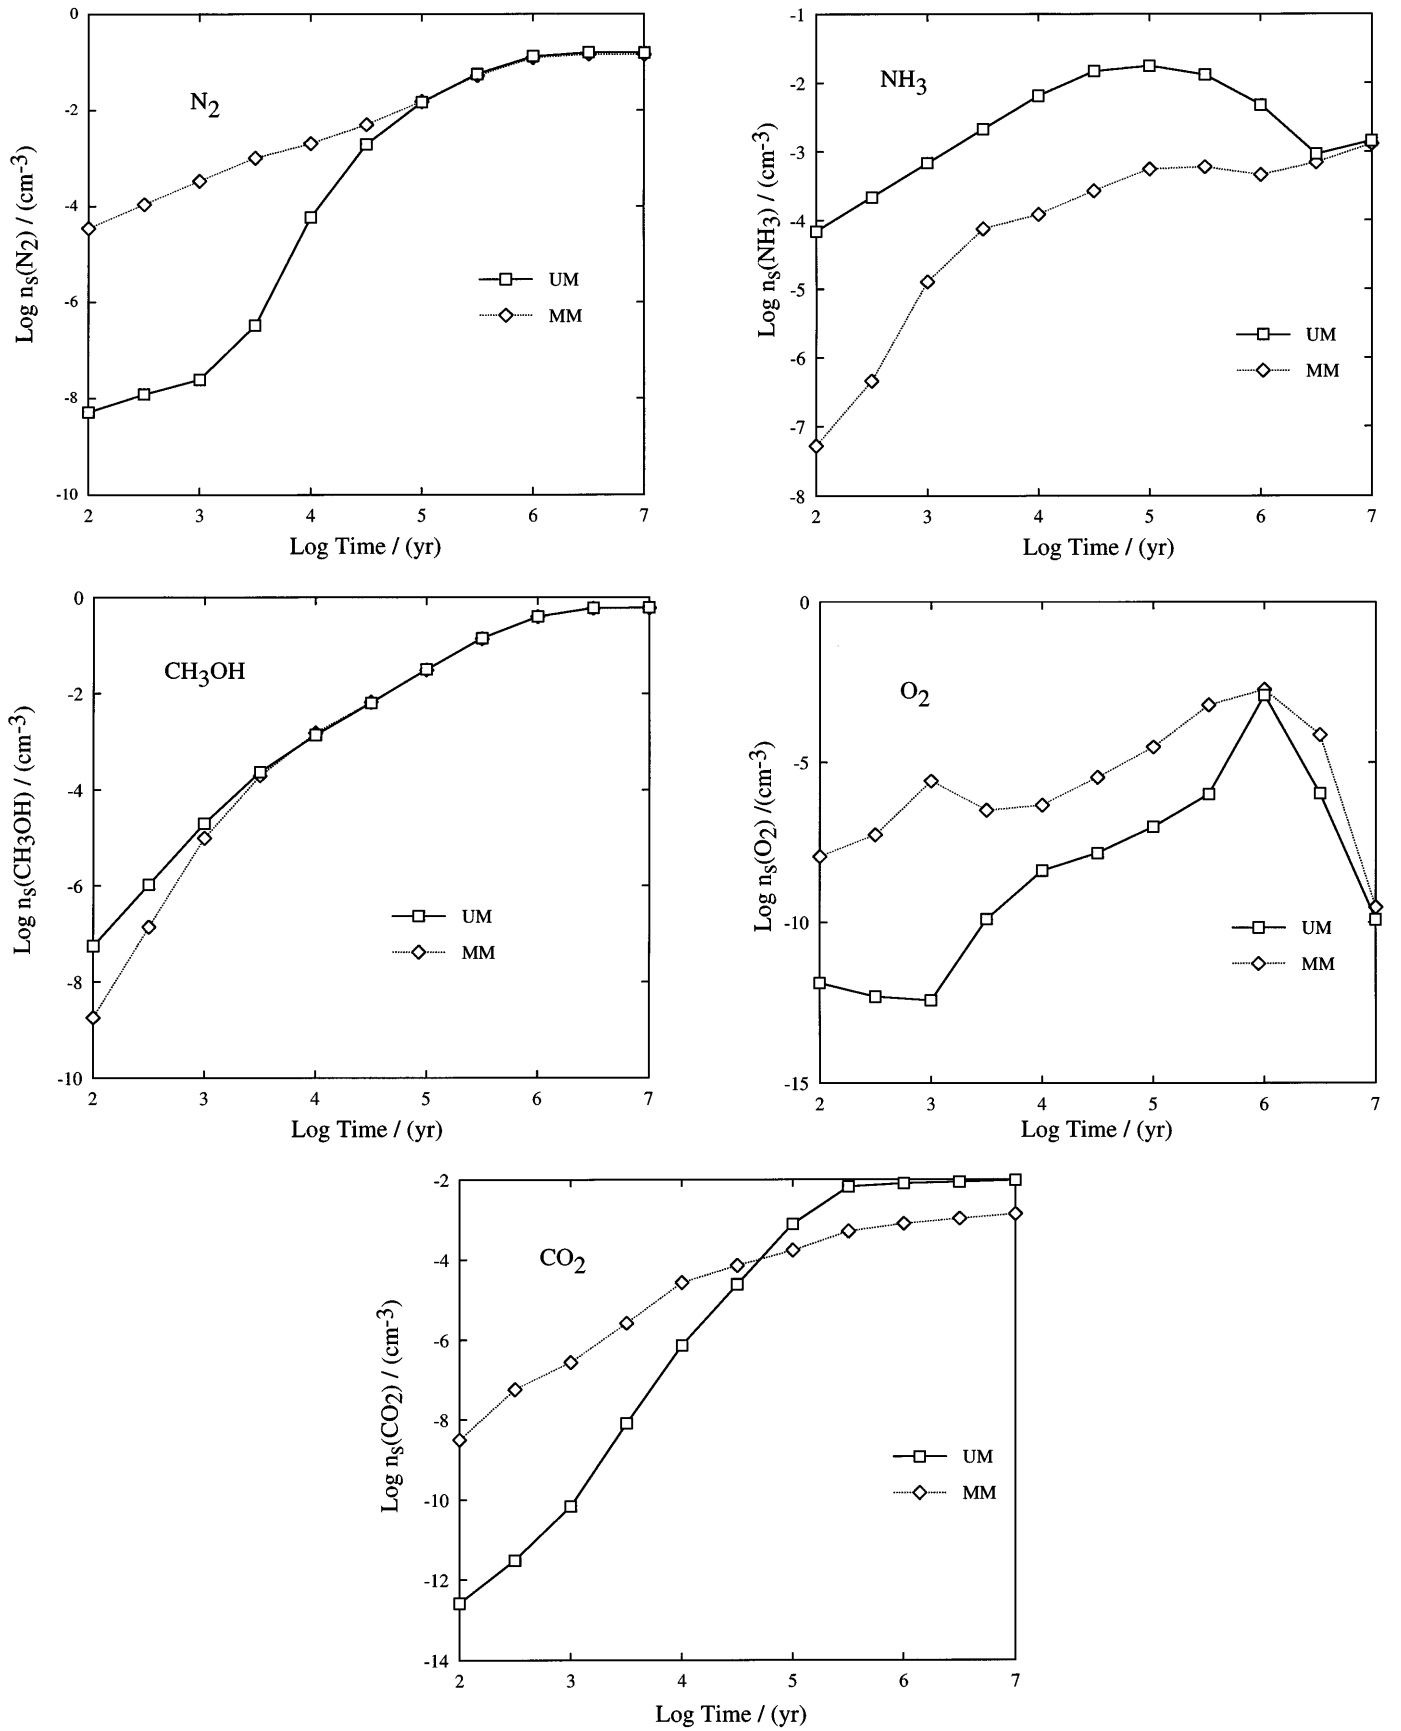 0
-2
-4
-6
-8
-10
Log ns(N2) / (cm-3)
N2
UM
MM
2 3 4 5 6 7
Log Time / (yr)
-1
-2
-3
-4
-5
-6
-7
-8
Log ns(NH3) / (cm-3)
NH3
UM
MM
2 3 4 5 6 7
Log Time / (yr)
0
-2
-4
-6
-8
-10
Log ns(CH3OH) / (cm-3)
CH3OH
UM
MM
2 3 4 5 6 7
Log Time / (yr)
0
-5
-10
-15
Log ns(O2) /(cm-3)
O2
UM
MM
2 3 4 5 6 7
Log Time / (yr)
-2
-4
-6
-8
-10
-12
-14
Log ns(CO2) / (cm-3)
CO2
UM
MM
2 3 4 5 6 7
Log Time / (yr)